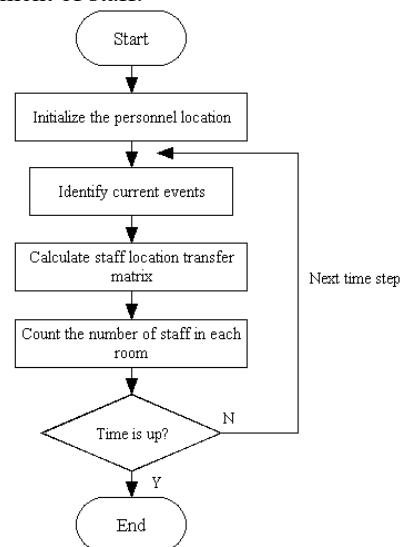 Start
Initialize the personnel location
Identify current events
Calculate staff location transfer
matrix
Next time step
Count the number of staff in each
room
N
Time is up?
Y
End